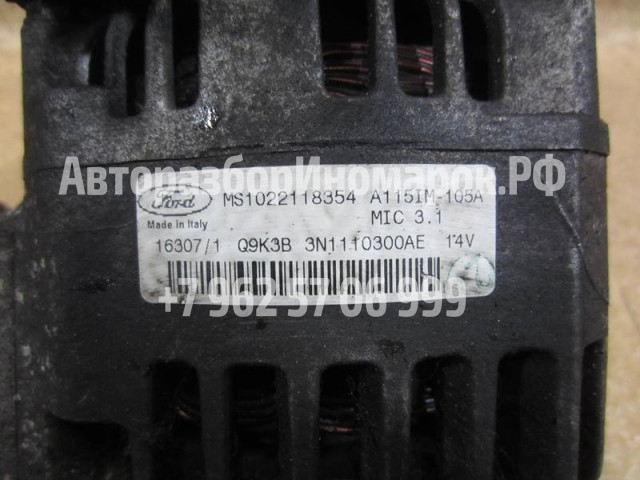 АвторазборИномарок.РФ
Ford MS1022118354 A115IM-105A
Made in Italy MIC 3.1
16307/1 Q9K3B 3N1110300AE 14V
+7 962 57 06 999